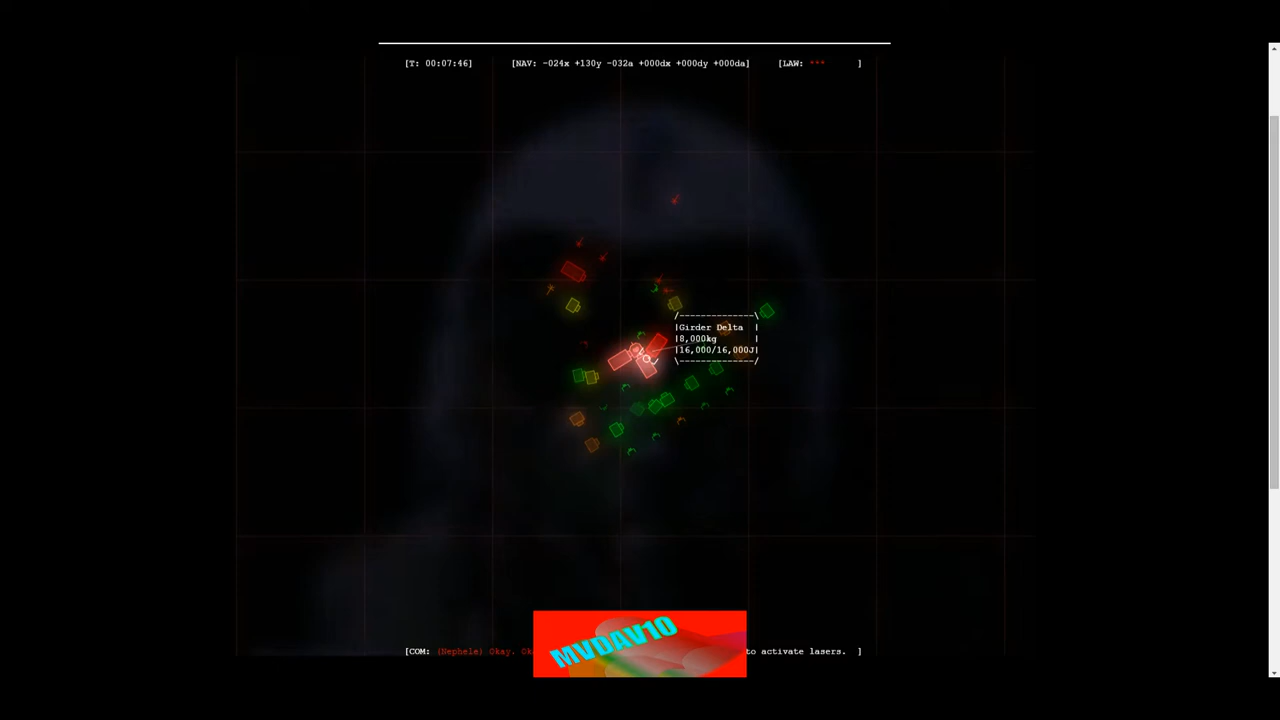 [T: 00:07:46] [NAV: -024x +130y -032a +000dx +000dy +000da] [LAW: *** ]
/--------------\
|Girder Delta |
|8,000kg |
|16,000/16,000J|
\--------------/
MVDAV10
[COM: (Nephele) Okay. to activate lasers. ]